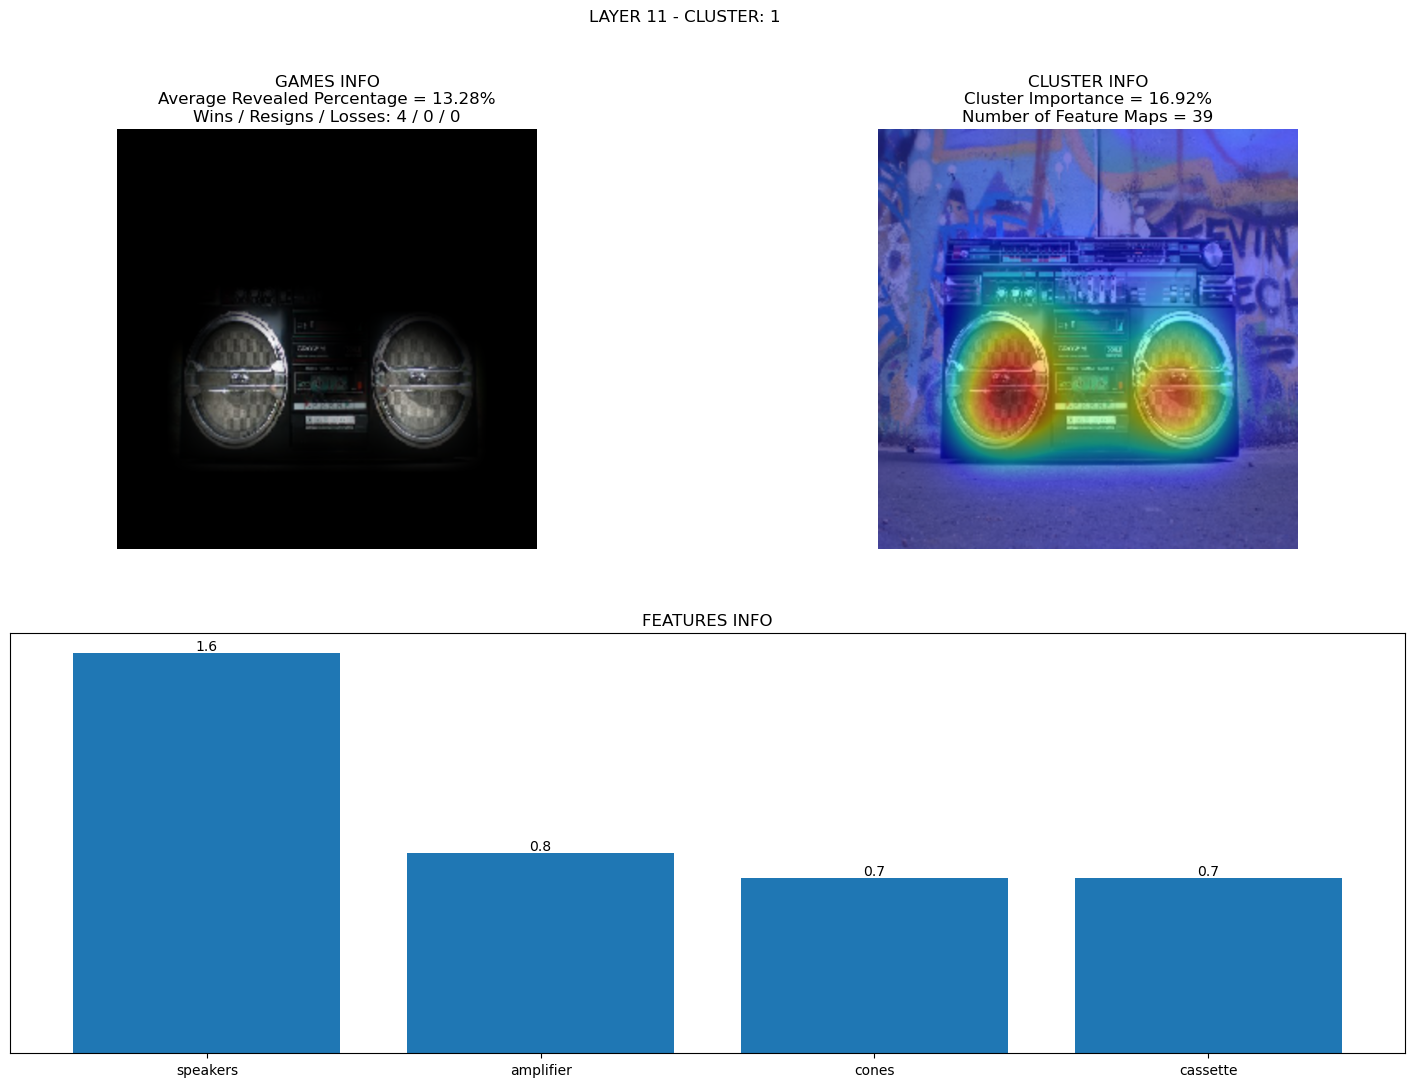 LAYER 11 - CLUSTER: 1
GAMES INFO
Average Revealed Percentage = 13.28%
Wins / Resigns / Losses: 4 / 0 / 0
CLUSTER INFO
Cluster Importance = 16.92%
Number of Feature Maps = 39
EVIN
ECH
FEATURES INFO
1.6
0.8
0.7
0.7
speakers
amplifier
cones
cassette